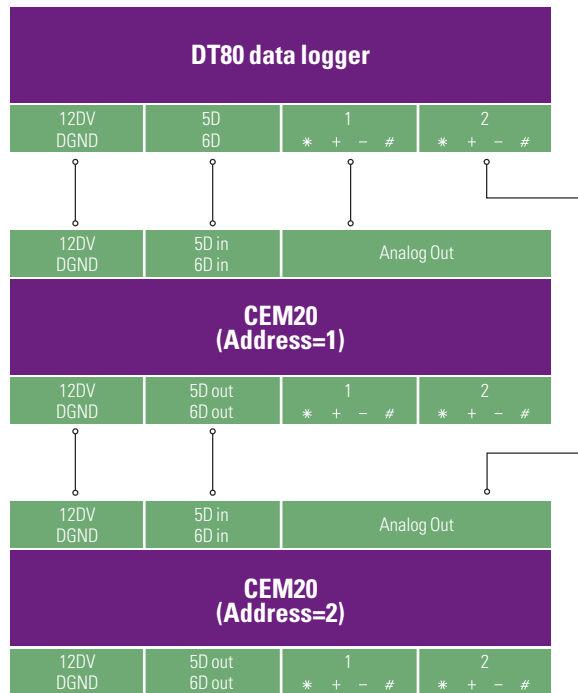 DT80 data logger
12DV 5D 1 2
DGND 6D * + – # * + – #
12DV 5D in Analog Out
DGND 6D in
CEM20
(Address=1)
12DV 5D out 1 2
DGND 6D out * + – # * + – #
12DV 5D in Analog Out
DGND 6D in
CEM20
(Address=2)
12DV 5D out 1 2
DGND 6D out * + – # * + – #